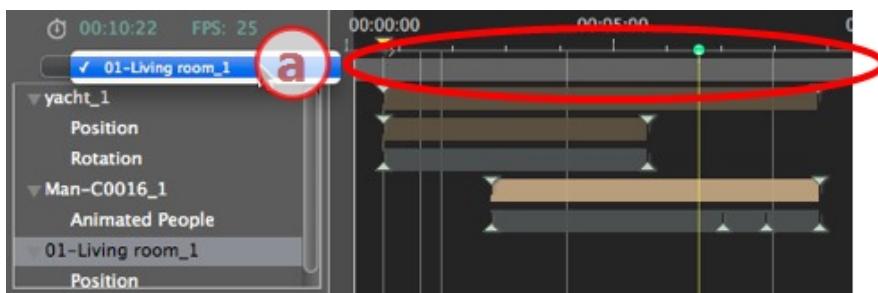 00:10:22 FPS: 25
00:00:00 00:05:00 0
✓ 01-Living room_1
a
yacht_1
Position
Rotation
Man-C0016_1
Animated People
01-Living room_1
Position